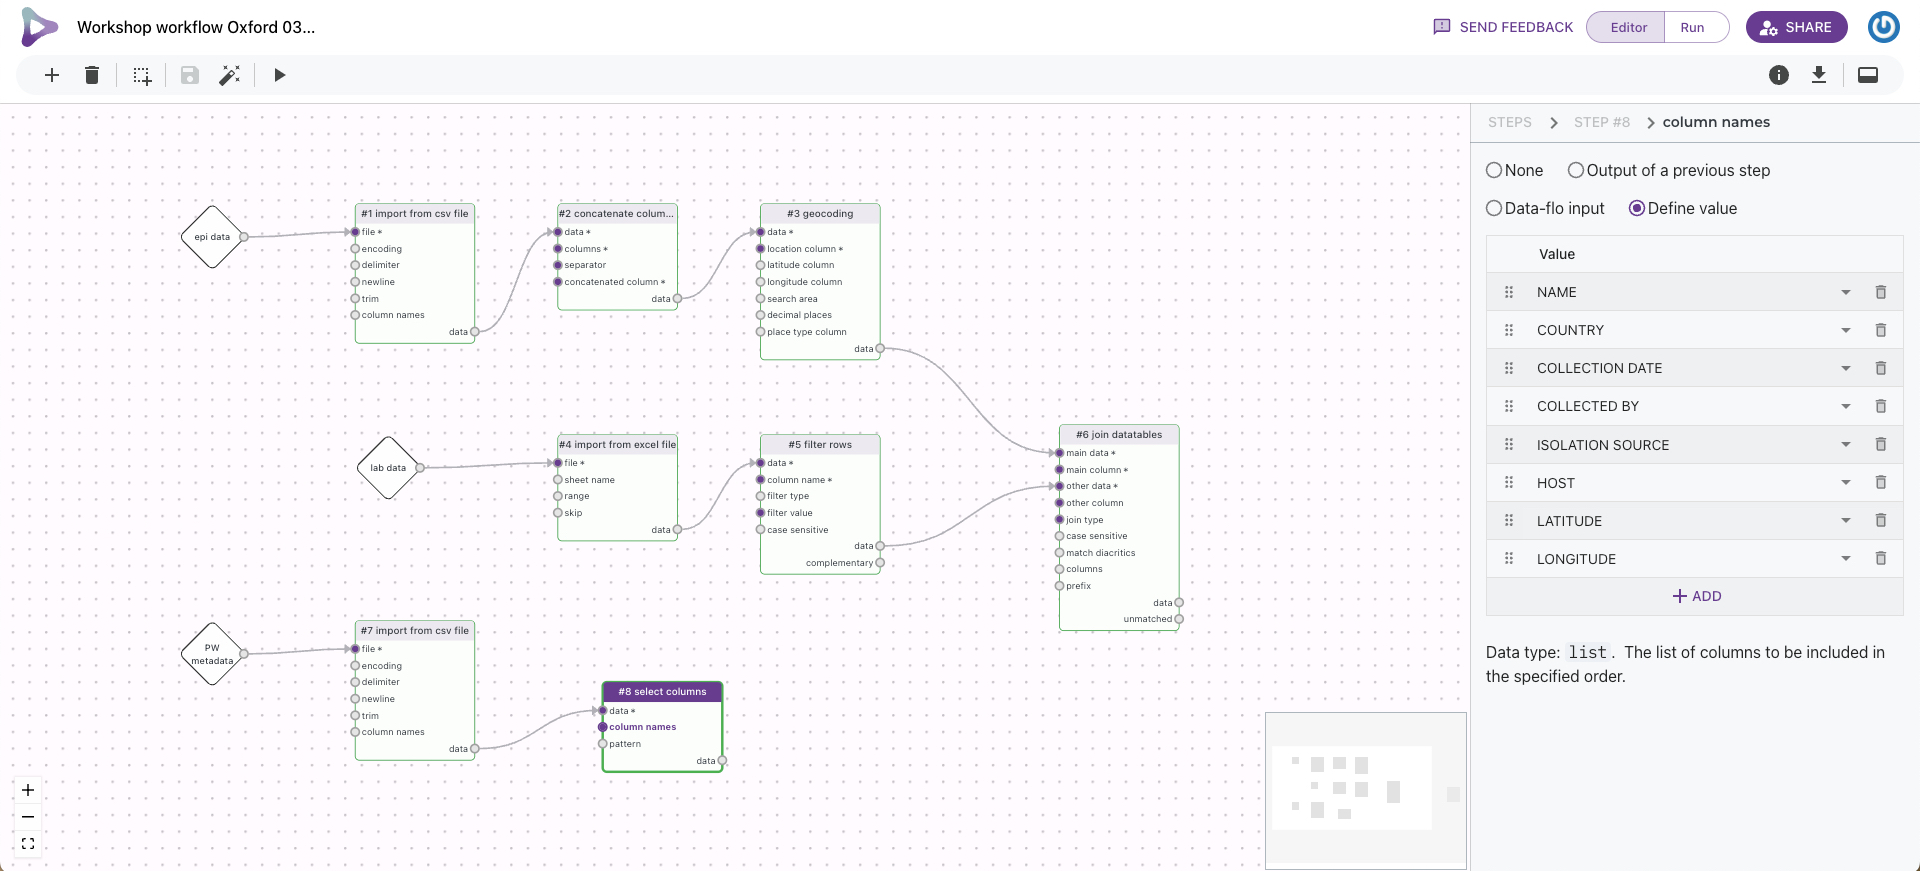 Workshop workflow Oxford 03...
SEND FEEDBACK
Editor
Run
SHARE
STEPS
STEP #8
column names
None
Output of a previous step
Data-flo input
Define value
Value
NAME
COUNTRY
COLLECTION DATE
COLLECTED BY
ISOLATION SOURCE
HOST
LATITUDE
LONGITUDE
ADD
Data type: list. The list of columns to be included in
the specified order.
epi data
#1 import from csv file
file *
encoding
delimiter
newline
trim
column names
data
#2 concatenate colum...
data *
columns *
separator
concatenated column *
data
#3 geocoding
data *
location column *
latitude column
longitude column
search area
decimal places
place type column
data
lab data
#4 import from excel file
file *
sheet name
range
skip
data
#5 filter rows
data *
column name *
filter type
filter value
case sensitive
data
complementary
#6 join datatables
main data *
main column *
other data *
other column
join type
case sensitive
match diacritics
columns
prefix
data
unmatched
PW
metadata
#7 import from csv file
file *
encoding
delimiter
newline
trim
column names
data
#8 select columns
data *
column names
pattern
data